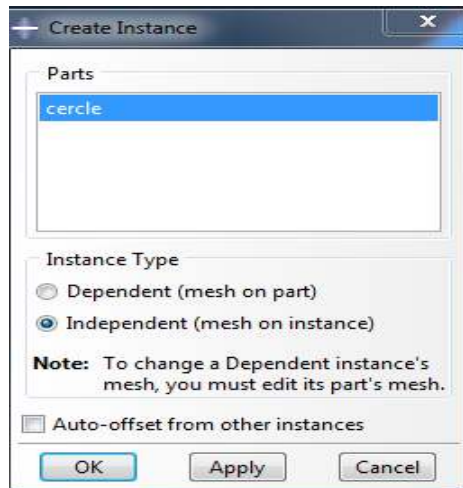 Create Instance
x
Parts
cercle
Instance Type
Dependent (mesh on part)
Independent (mesh on instance)
Note: To change a Dependent instance's
mesh, you must edit its part's mesh.
Auto-offset from other instances
OK Apply Cancel